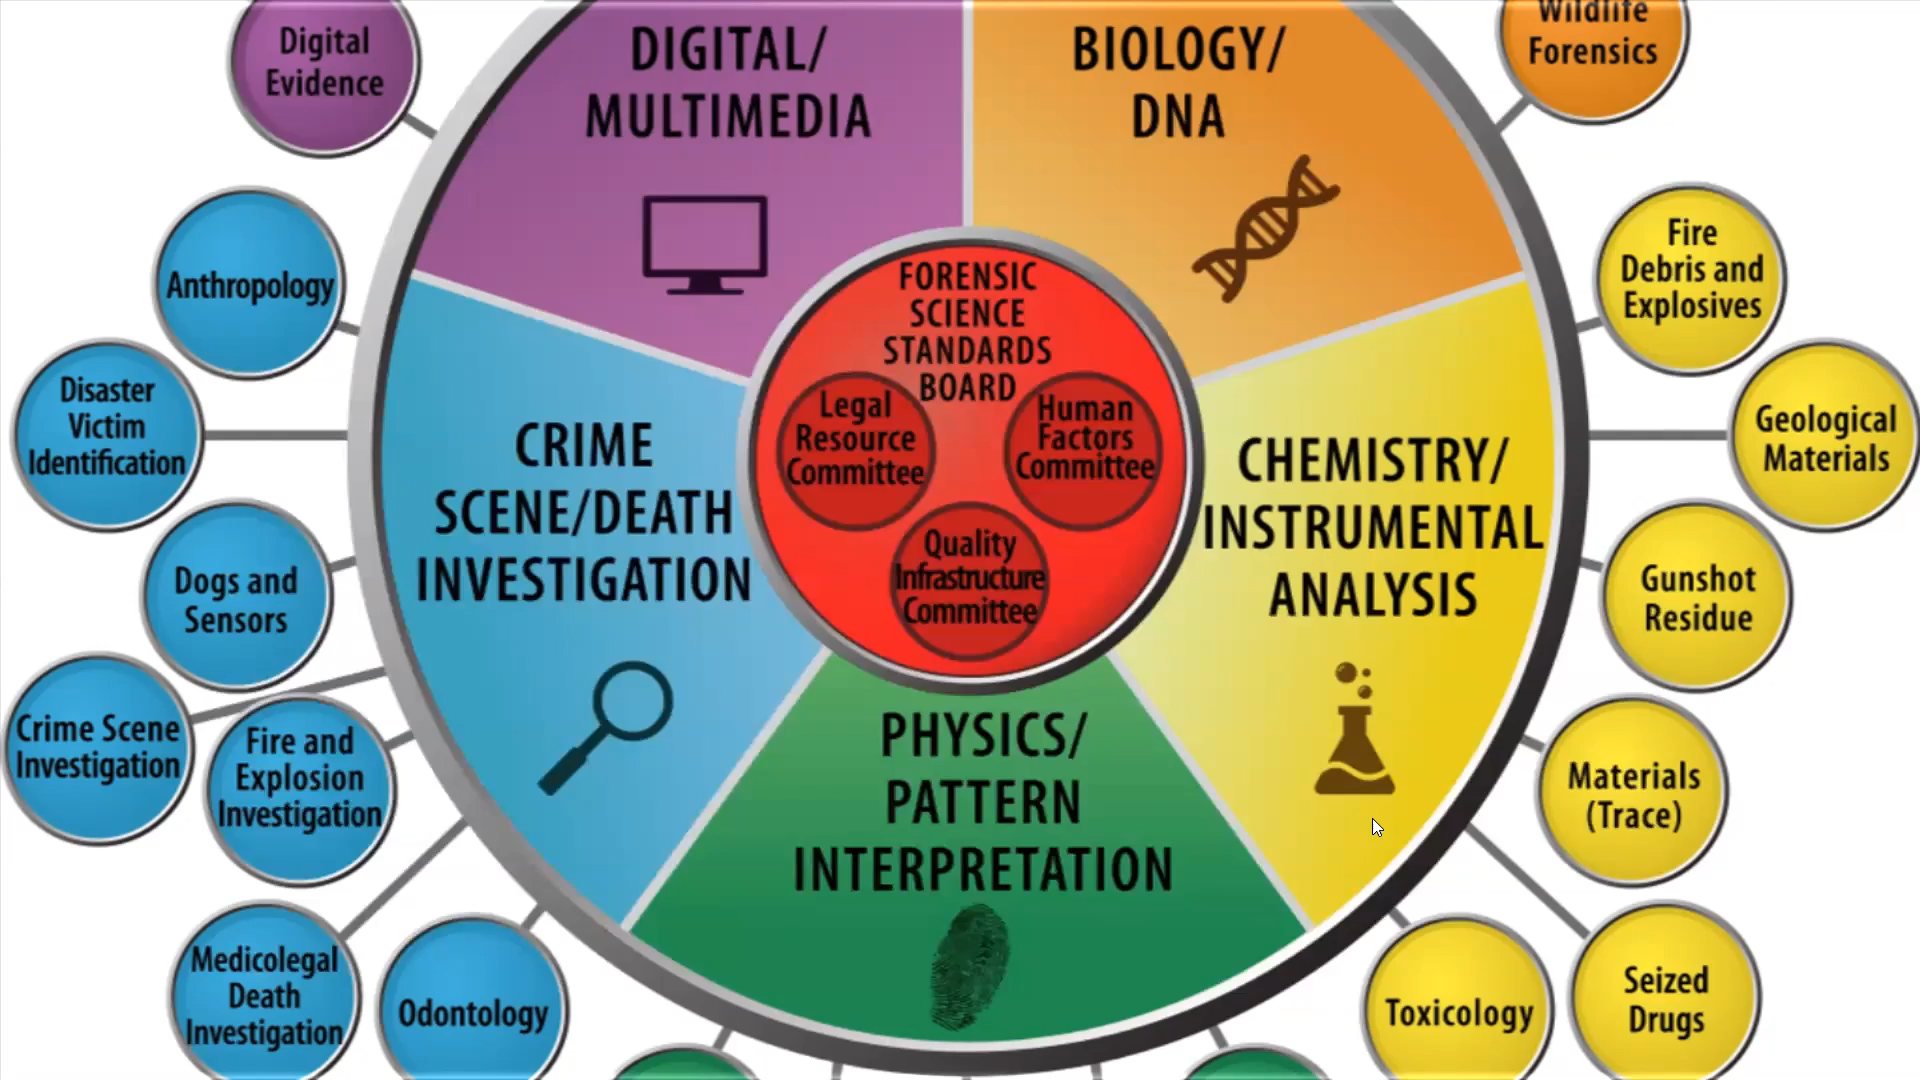 Digital
Evidence
DIGITAL/
MULTIMEDIA
BIOLOGY/
DNA
Wildlife
Forensics
Anthropology
Disaster
Victim
Identification
Dogs and
Sensors
Crime Scene
Investigation
Fire and
Explosion
Investigation
Medicolegal
Death
Investigation
Odontology
CRIME
SCENE/DEATH
INVESTIGATION
FORENSIC
SCIENCE
STANDARDS
BOARD
Legal
Resource
Committee
Human
Factors
Committee
Quality
Infrastructure
Committee
CHEMISTRY/
INSTRUMENTAL
ANALYSIS
PHYSICS/
PATTERN
INTERPRETATION
Fire
Debris and
Explosives
Geological
Materials
Gunshot
Residue
Materials
(Trace)
Seized
Drugs
Toxicology